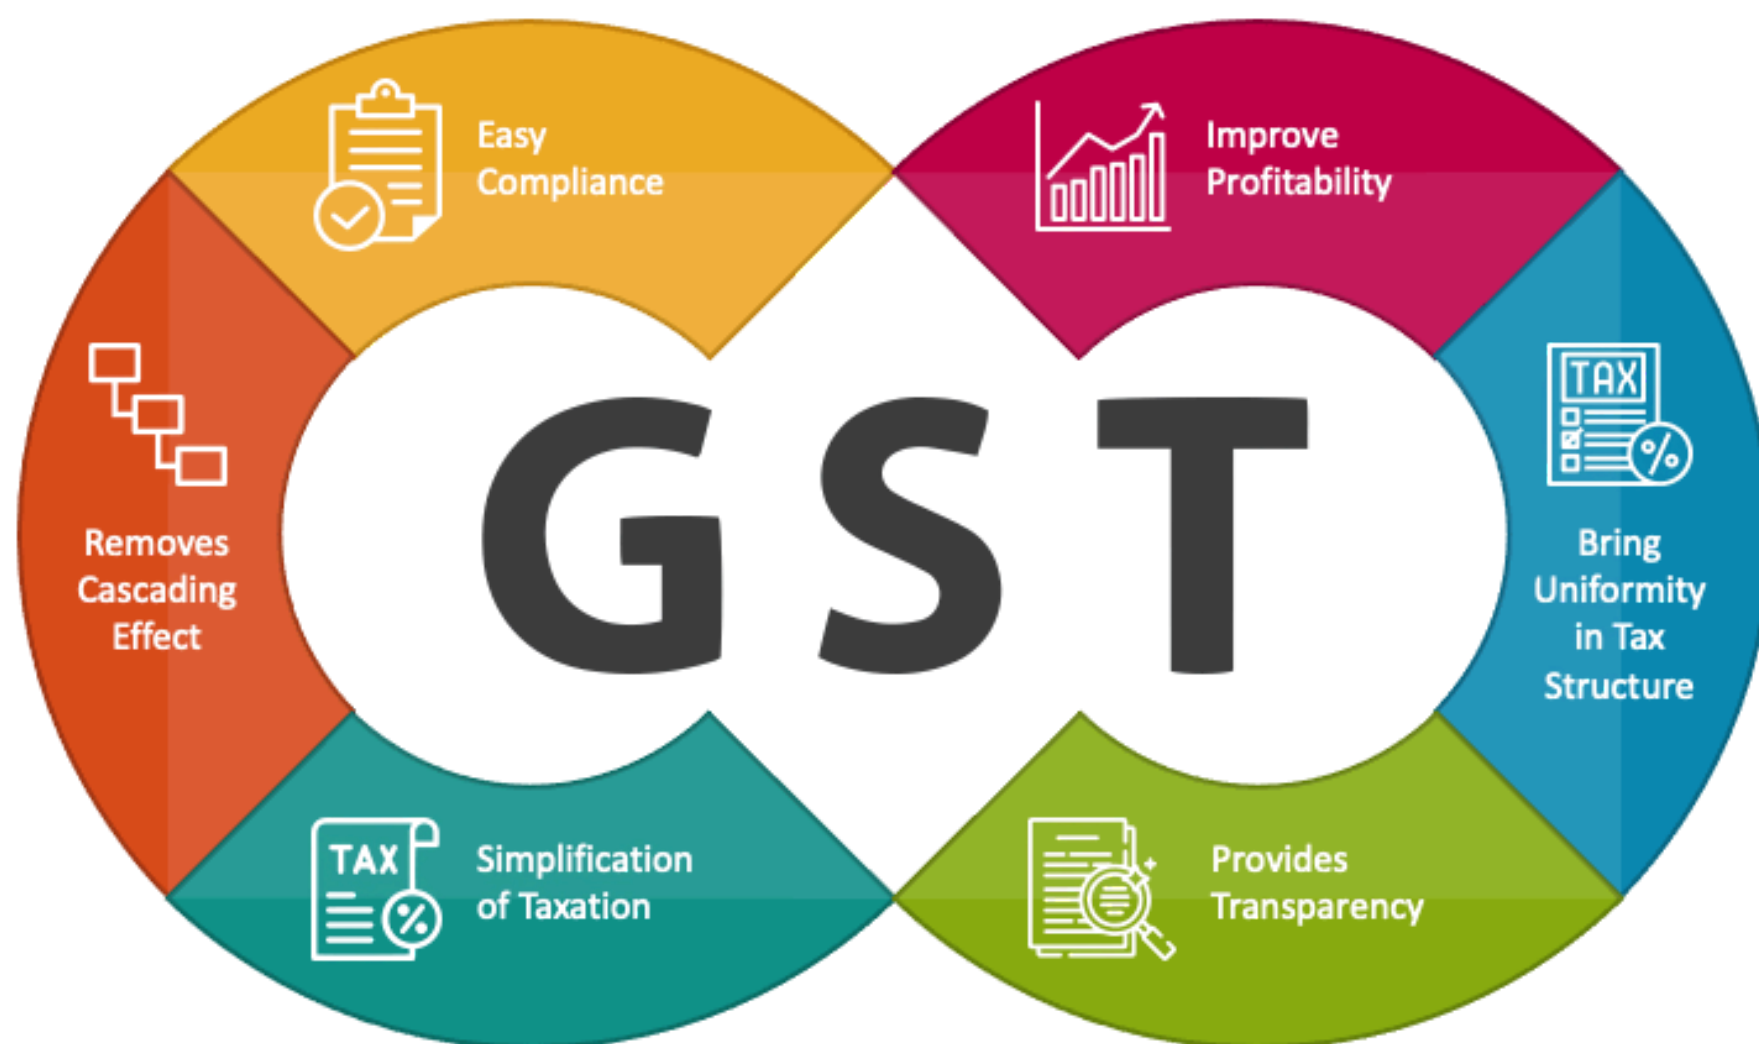 Easy
Compliance
Improve
Profitability
TAX
Removes
Cascading
Effect
GST
Bring
Uniformity
in Tax
Structure
TAX
%
Simplification
of Taxation
Provides
Transparency
%